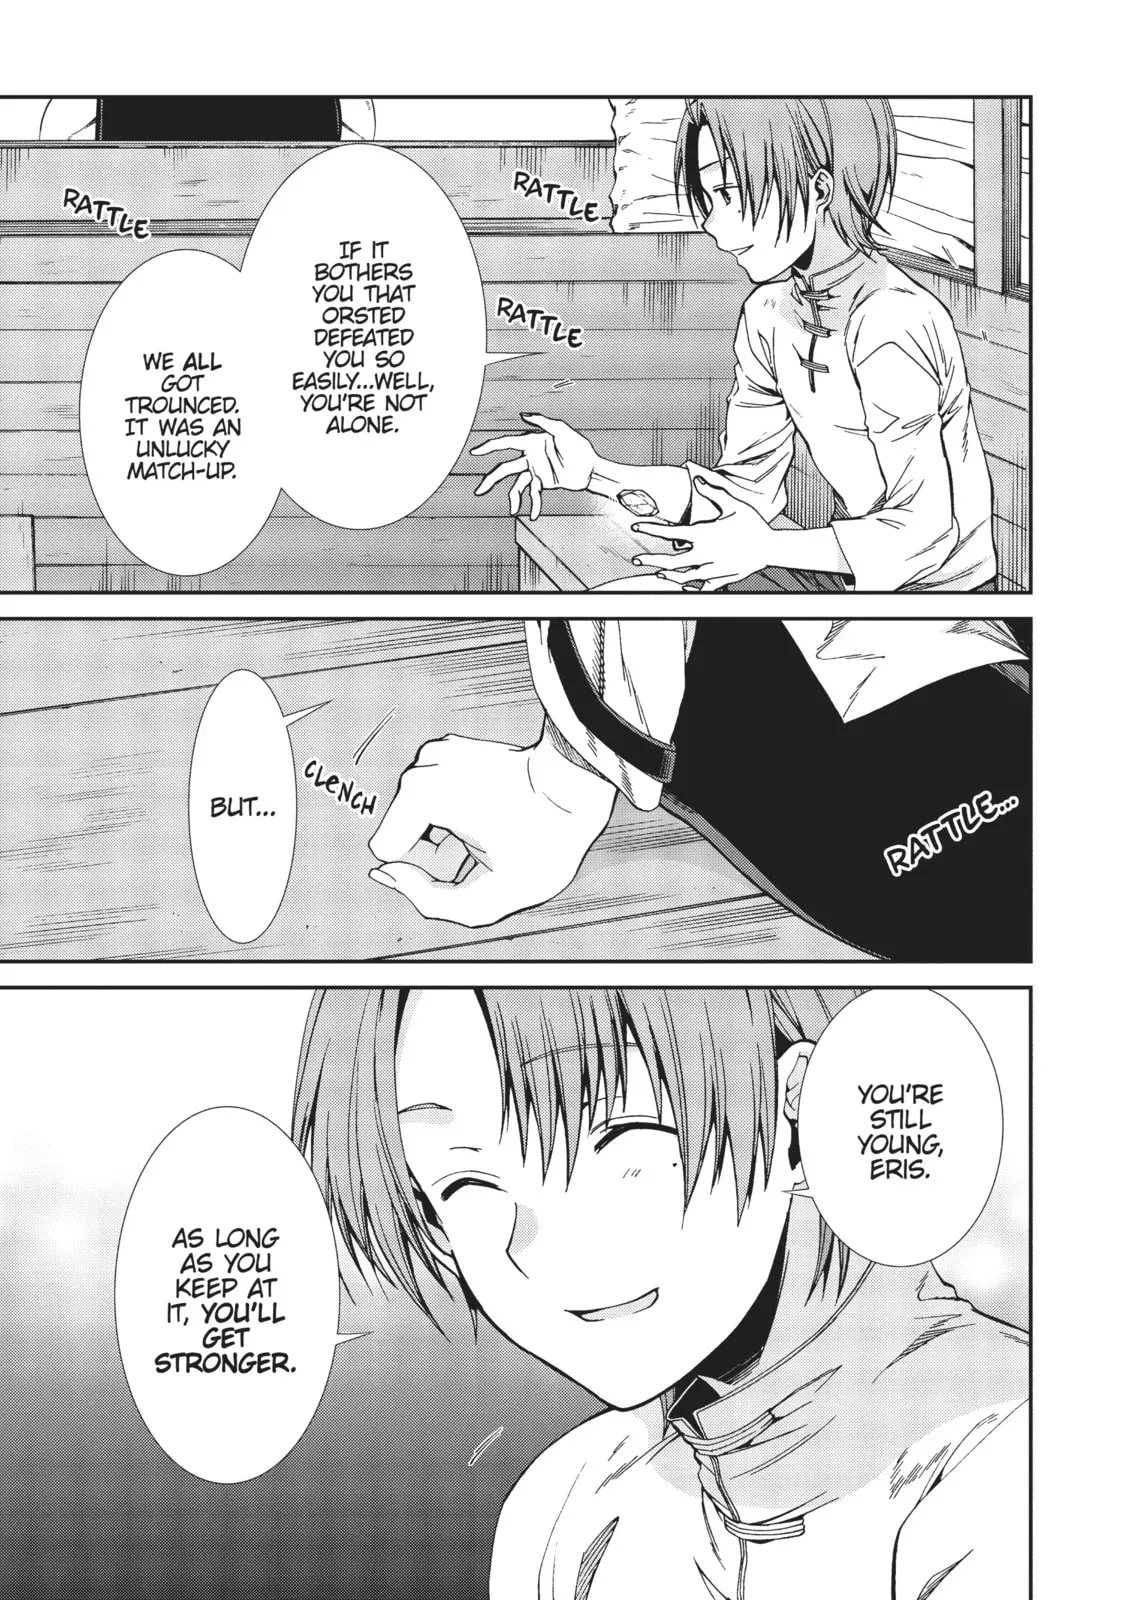 RATTLE
RATTLE
RATTLE
IF IT
BOTHERS
YOU THAT
ORSTED
DEFEATED
YOU SO
EASILY...WELL,
YOU'RE NOT
ALONE.
WE ALL
GOT
TROUNCED.
IT WAS AN
UNLUCKY
MATCH-UP.
RATTLE...
CLENCH
BUT...
YOU'RE
STILL
YOUNG,
ERIS.
AS LONG
AS YOU
KEEP AT
IT, YOU'LL
GET
STRONGER.